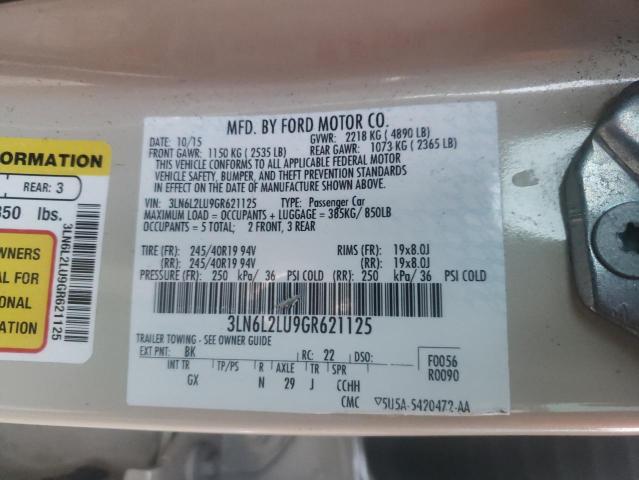 MFD. BY FORD MOTOR CO.
10/15 GVWR: 2218 KG ( 4890 LB)
FRONT GAWR: 1150 KG ( 2535 LB) REAR GAWR: 1073 KG ( 2365 LB)
THIS VEHICLE CONFORMS TO ALL APPLICABLE FEDERAL MOTOR
VEHICLE SAFETY, BUMPER, AND THEFT PREVENTION STANDARDS
IN EFFECT ON THE DATE OF MANUFACTURE SHOWN ABOVE.
VIN: 3LN6L2LU9GR621125 TYPE: Passenger Car
MAXIMUM LOAD = OCCUPANTS + LUGGAGE = 385KG/ 850LB
OCCUPANTS = 5 TOTAL; 2 FRONT, 3 REAR
TIRE (FR): 245/40R19 94V RIMS (FR): 19x8.0J
(RR): 245/40R19 94V (RR): 19x8.0J
PRESSURE (FR): 250 kPa/ 36 PSI COLD (RR): 250 kPa/ 36 PSI COLD
3LN6L2LU9GR621125
TRAILER TOWING - SEE OWNER GUIDE
EXT PNT: BK RC: 22 DSO:
F0056
R0090
INT TR TP/PS R AXLE TR SPR
GX N 29 J CCHH
CMC ▽5U5A-5420472-AA
FORMATION
REAR: 3
850 lbs.
OWNERS
AL FOR
ONAL
ATION
3LN6L2LU9GR621125